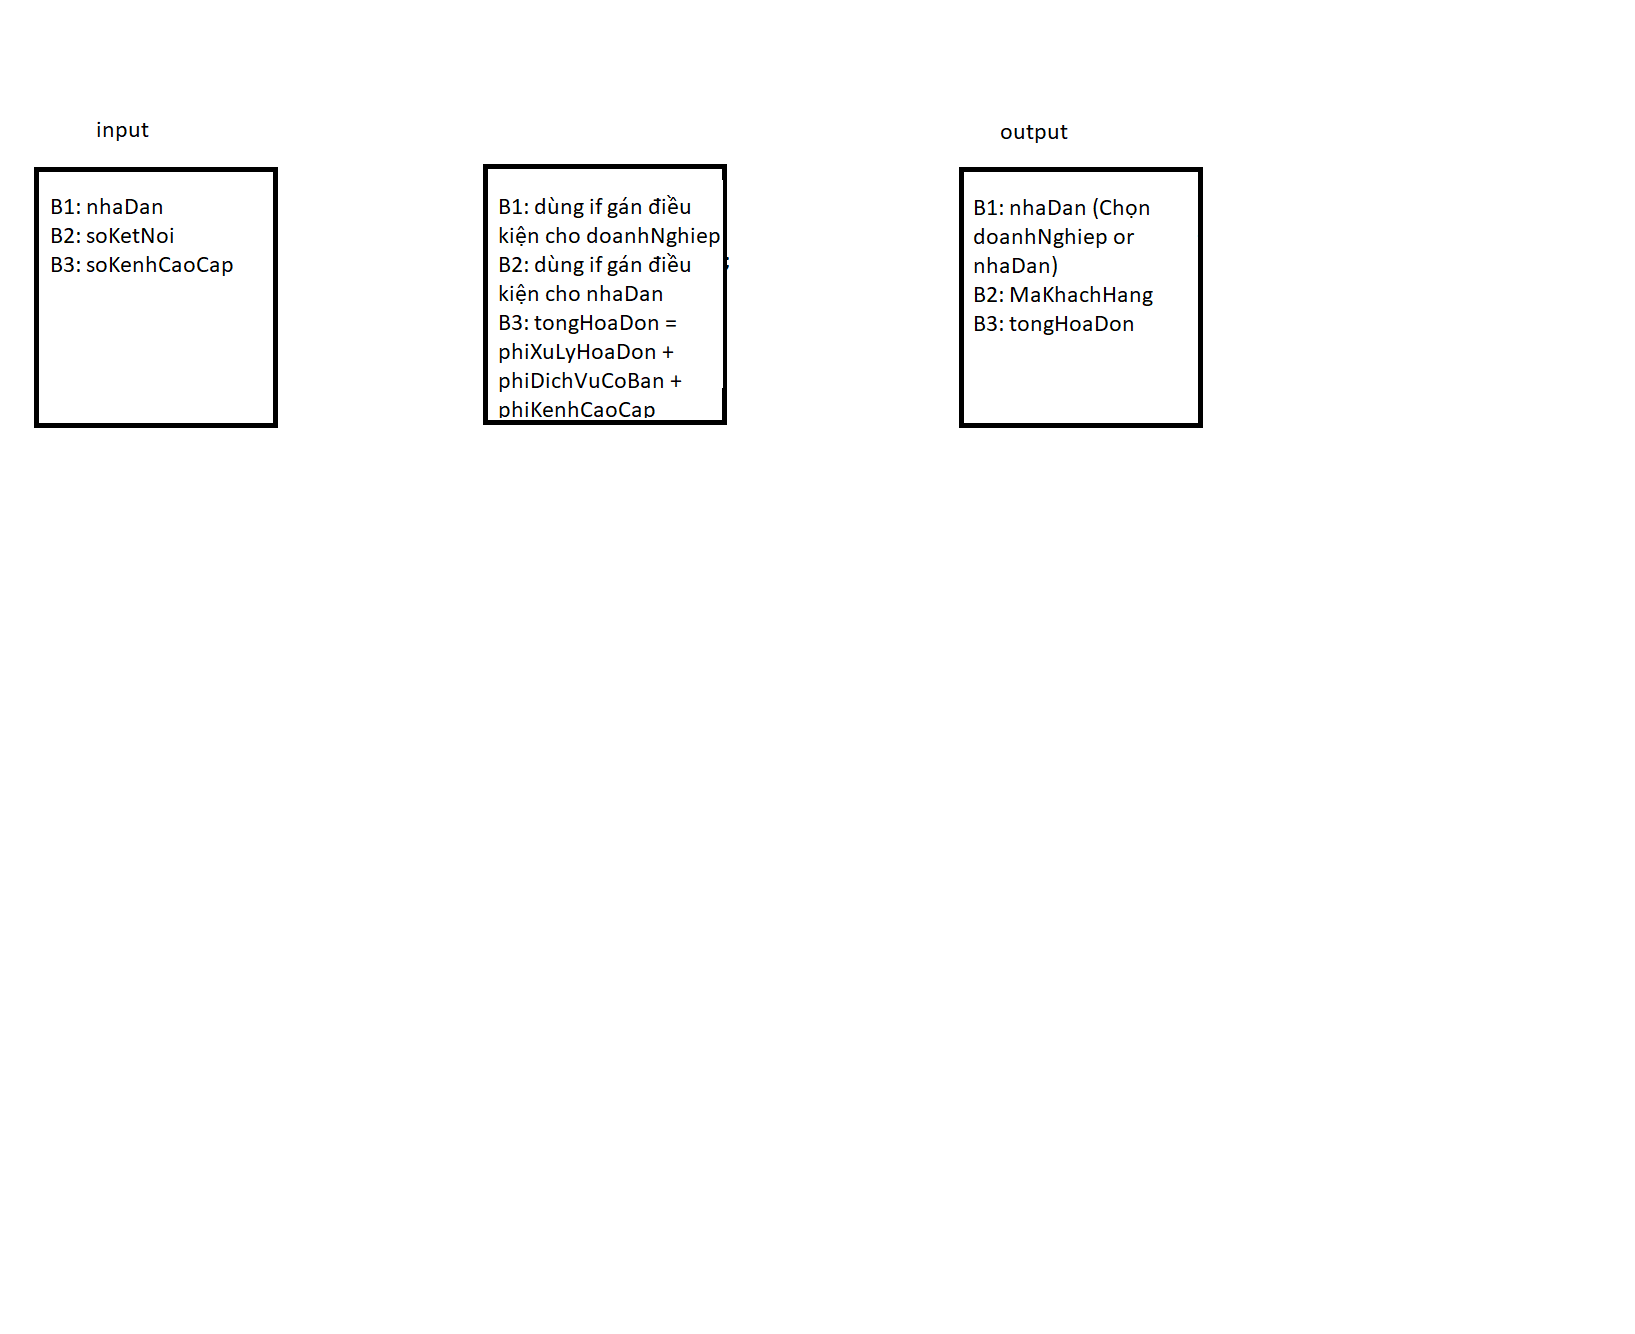 input
B1: nhaDan
B2: soKetNoi
B3: soKenhCaoCap
B1: dùng if gán điều
kiện cho doanhNghiep
B2: dùng if gán điều
kiện cho nhaDan
B3: tongHoaDon =
phiXuLyHoaDon +
phiDichVuCoBan +
phiKenhCaoCap
output
B1: nhaDan (Chọn
doanhNghiep or
nhaDan)
B2: MaKhachHang
B3: tongHoaDon